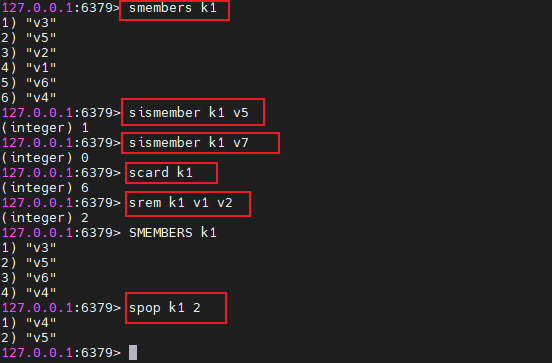 127.0.0.1:6379> smembers k1
1) "v3"
2) "v5"
3) "v2"
4) "v1"
5) "v6"
6) "v4"
127.0.0.1:6379> sismember k1 v5
(integer) 1
127.0.0.1:6379> sismember k1 v7
(integer) 0
127.0.0.1:6379> scard k1
(integer) 6
127.0.0.1:6379> srem k1 v1 v2
(integer) 2
127.0.0.1:6379> SMEMBERS k1
1) "v3"
2) "v5"
3) "v6"
4) "v4"
127.0.0.1:6379> spop k1 2
1) "v4"
2) "v5"
127.0.0.1:6379>